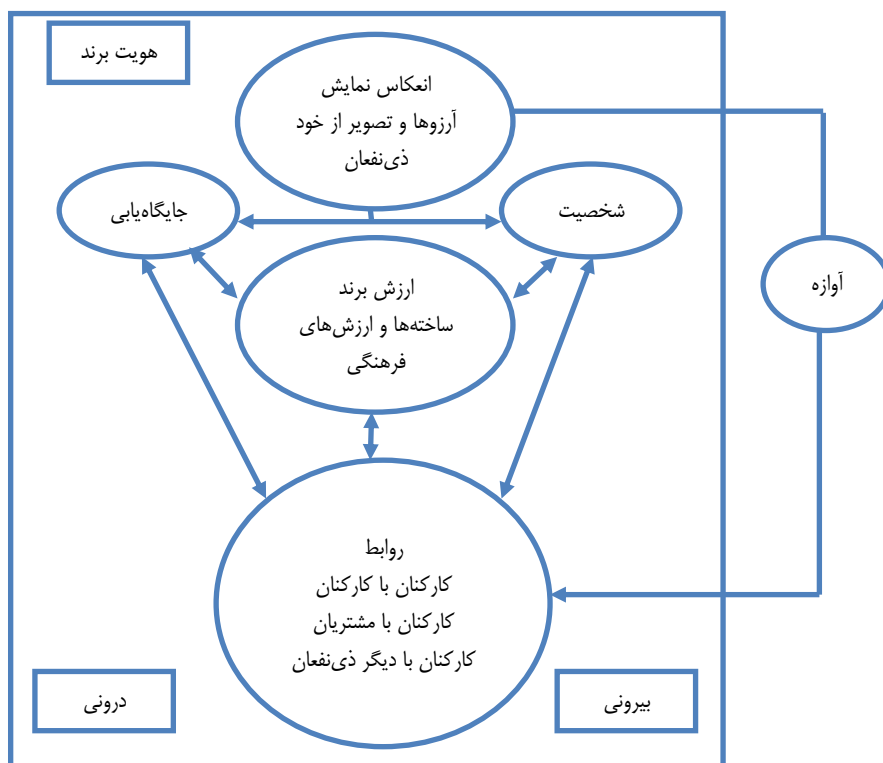 هویت برند
انعکاس نمایش
آرزوها و تصویر از خود
ذی‌نفعان
شخصیت
جایگاه‌یابی
آوازه
ارزش برند
ساخته‌ها و ارزش‌های
فرهنگی
روابط
کارکنان با کارکنان
کارکنان با مشتریان
کارکنان با دیگر ذی‌نفعان
بیرونی
درونی